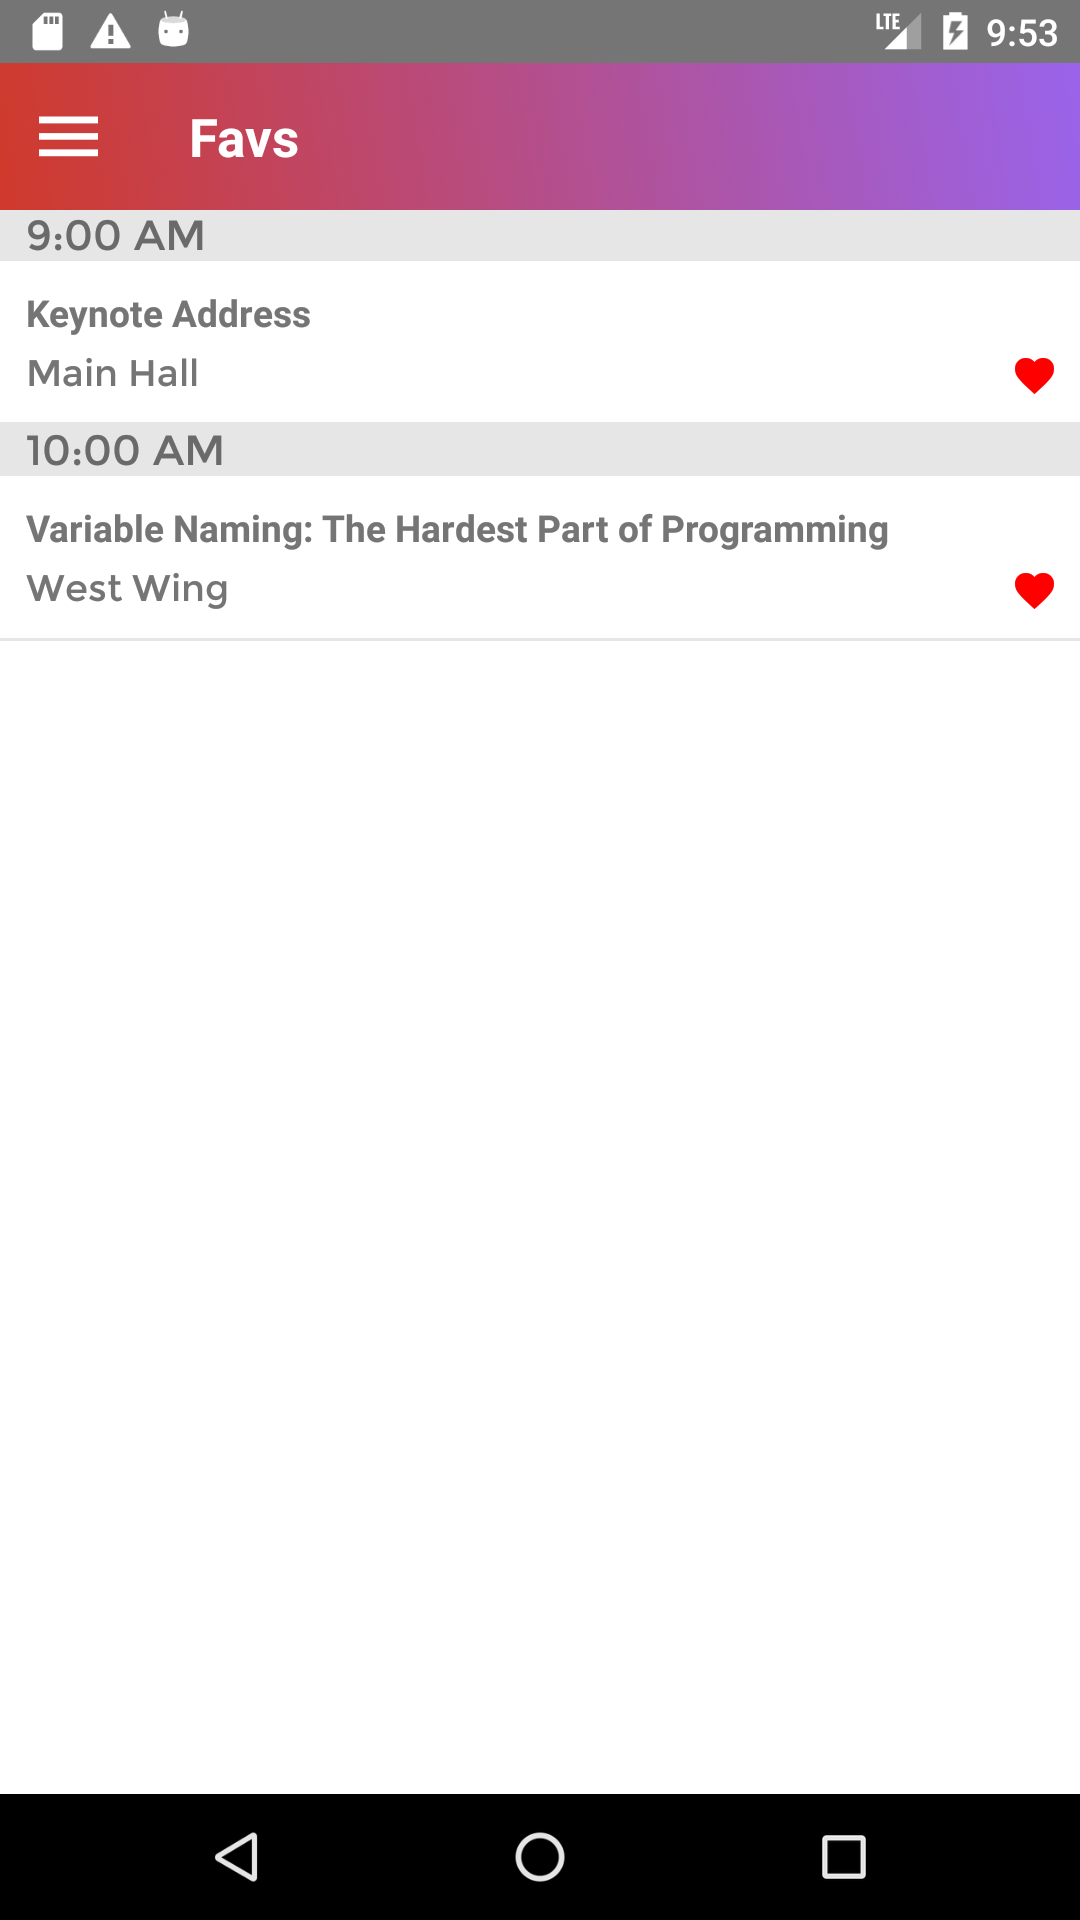 LTE 9:53
Favs
9:00 AM
Keynote Address
Main Hall
10:00 AM
Variable Naming: The Hardest Part of Programming
West Wing